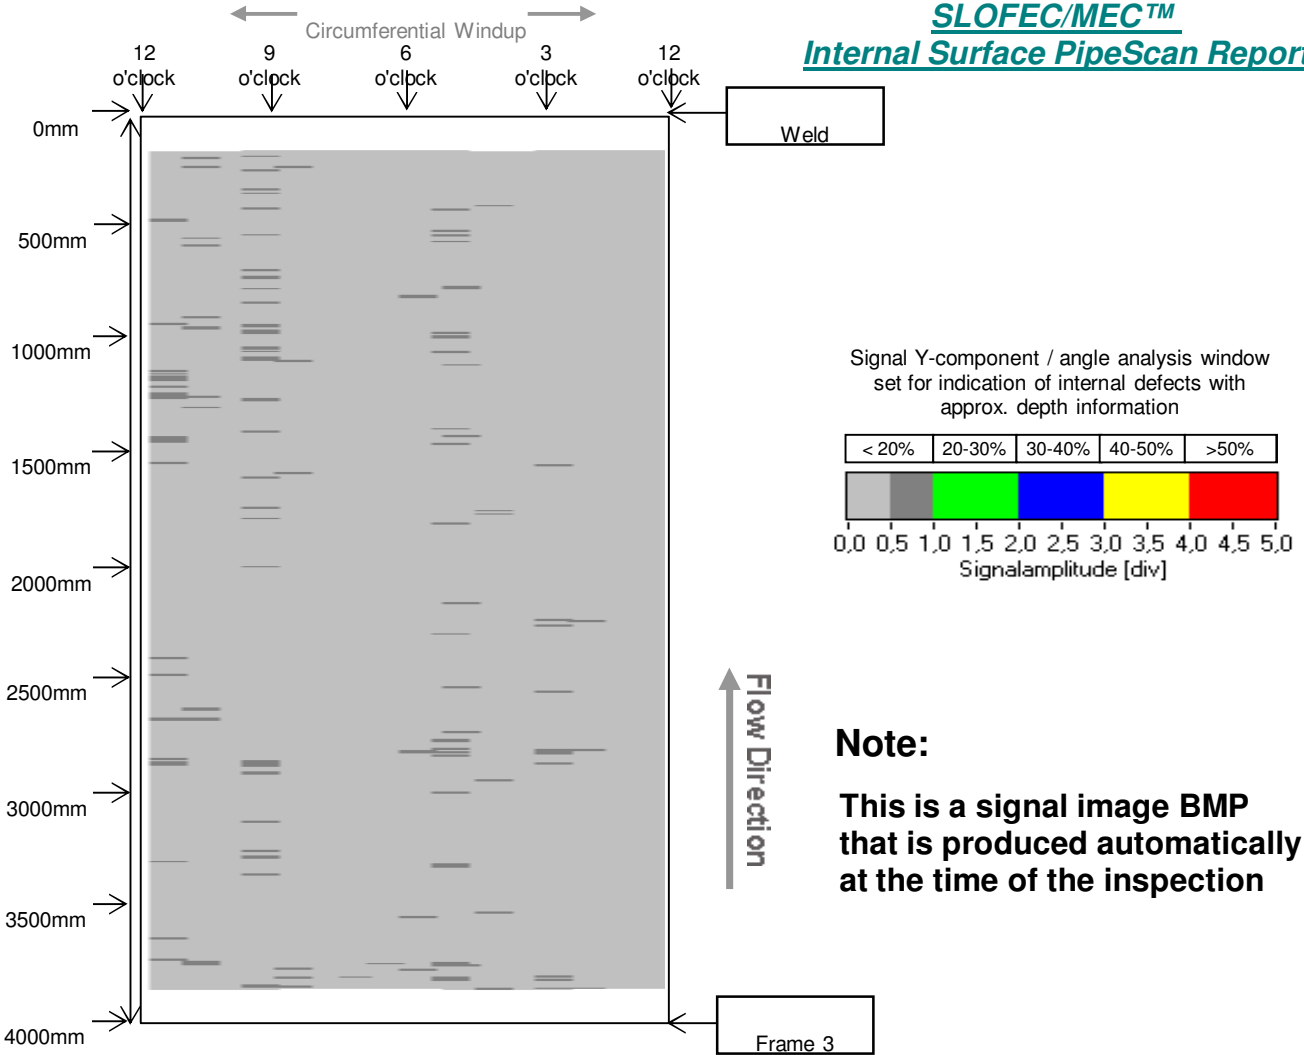 SLOFEC/MEC™
Internal Surface PipeScan Report
Circumferential Windup
12 o'clock
9 o'clock
6 o'clock
3 o'clock
12 o'clock
Weld
0mm
500mm
1000mm
1500mm
2000mm
2500mm
3000mm
3500mm
4000mm
Signal Y-component / angle analysis window
set for indication of internal defects with
approx. depth information
< 20% 20-30% 30-40% 40-50% >50%
0,0 0,5 1,0 1,5 2,0 2,5 3,0 3,5 4,0 4,5 5,0
Signalamplitude [div]
Flow Direction
Note:
This is a signal image BMP
that is produced automatically
at the time of the inspection
Frame 3